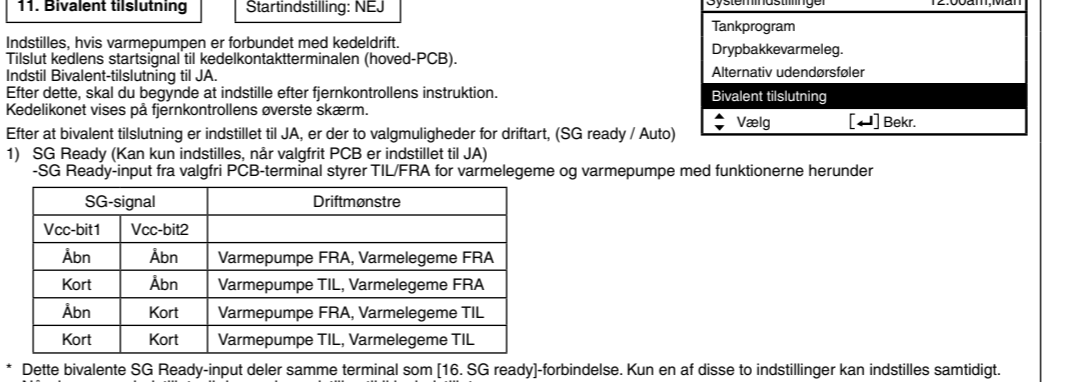 11. Bivalent tilslutning
Startindstilling: NEJ
Systemindstillinger 12:00am,Man
Tankprogram
Drypbakkevarmeleg.
Alternativ udendørsføler
Bivalent tilslutning
Vælg [↵] Bekr.
Indstilles, hvis varmepumpen er forbundet med kedeldrift.
Tilslut kedlens startsignal til kedelkontaktterminalen (hoved-PCB).
Indstil Bivalent-tilslutning til JA.
Efter dette, skal du begynde at indstille efter fjernkontrollens instruktion.
Kedelikonet vises på fjernkontrollens øverste skærm.
Efter at bivalent tilslutning er indstillet til JA, er der to valgmuligheder for driftart, (SG ready / Auto)
1) SG Ready (Kan kun indstilles, når valgfrit PCB er indstillet til JA)
-SG Ready-input fra valgfri PCB-terminal styrer TIL/FRA for varmelegeme og varmepumpe med funktionerne herunder
SG-signal Driftmønstre
Vcc-bit1 Vcc-bit2
Åbn Åbn Varmepumpe FRA, Varmelegeme FRA
Kort Åbn Varmepumpe TIL, Varmelegeme FRA
Åbn Kort Varmepumpe FRA, Varmelegeme TIL
Kort Kort Varmepumpe TIL, Varmelegeme TIL
* Dette bivalente SG Ready-input deler samme terminal som [16. SG ready]-forbindelse. Kun en af disse to indstillinger kan indstilles samtidigt.